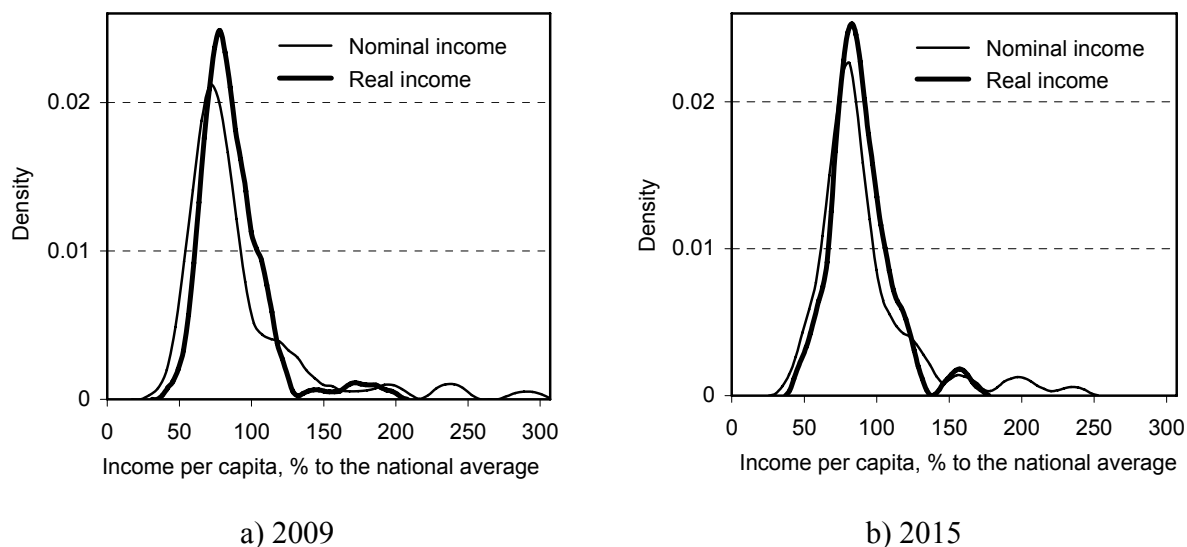 Nominal income
Real income
0.02
0.01
0
Density
0 50 100 150 200 250 300
Income per capita, % to the national average
a) 2009
Nominal income
Real income
0.02
0.01
0
Density
0 50 100 150 200 250 300
Income per capita, % to the national average
b) 2015